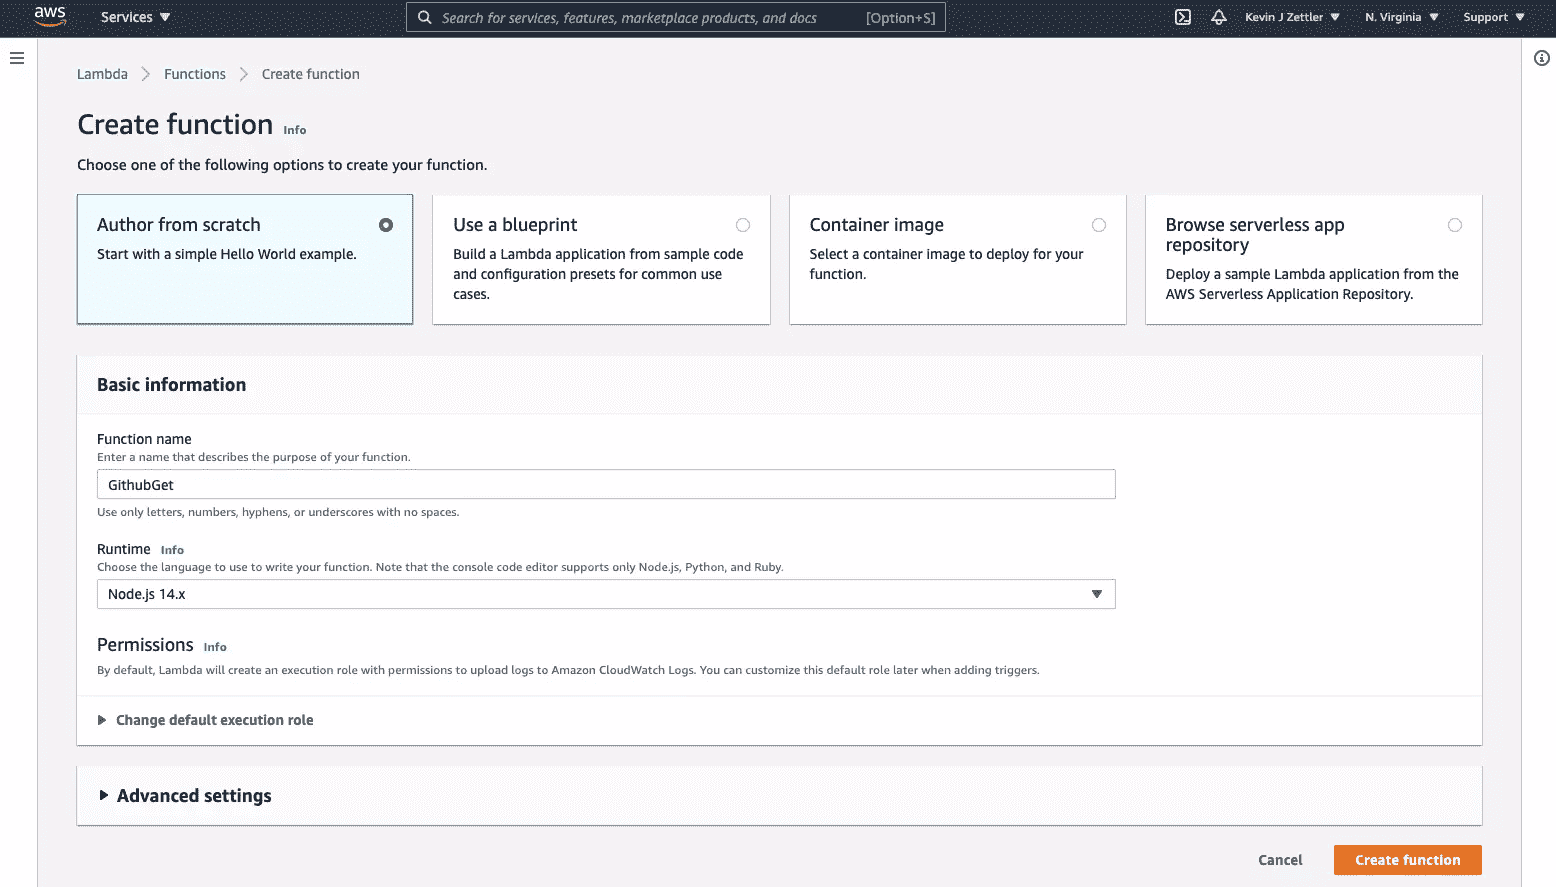 aws
Services
Search for services, features, marketplace products, and docs
[Option+S]
Kevin J Zettler
N. Virginia
Support
Lambda
Functions
Create function
Create function Info
Choose one of the following options to create your function.
Author from scratch
Start with a simple Hello World example.
Use a blueprint
Build a Lambda application from sample code
and configuration presets for common use
cases.
Container image
Select a container image to deploy for your
function.
Browse serverless app
repository
Deploy a sample Lambda application from the
AWS Serverless Application Repository.
Basic information
Function name
Enter a name that describes the purpose of your function.
GithubGet
Use only letters, numbers, hyphens, or underscores with no spaces.
Runtime Info
Choose the language to use to write your function. Note that the console code editor supports only Node.js, Python, and Ruby.
Node.js 14.x
Permissions Info
By default, Lambda will create an execution role with permissions to upload logs to Amazon CloudWatch Logs. You can customize this default role later when adding triggers.
Change default execution role
Advanced settings
Cancel
Create function